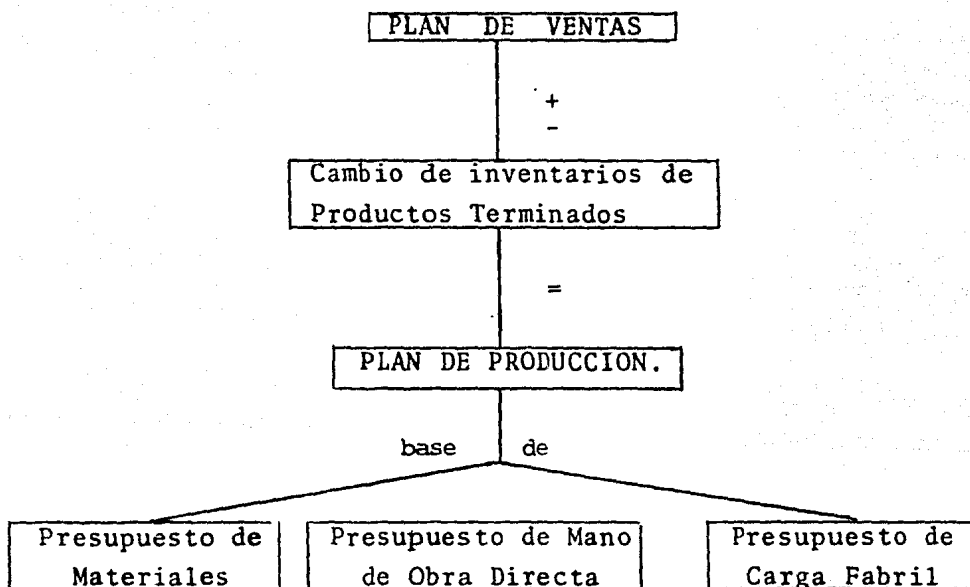 PLAN DE VENTAS
+
-
Cambio de inventarios de
Productos Terminados
=
PLAN DE PRODUCCION.
base de
Presupuesto de
Materiales
Presupuesto de Mano
de Obra Directa
Presupuesto de
Carga Fabril